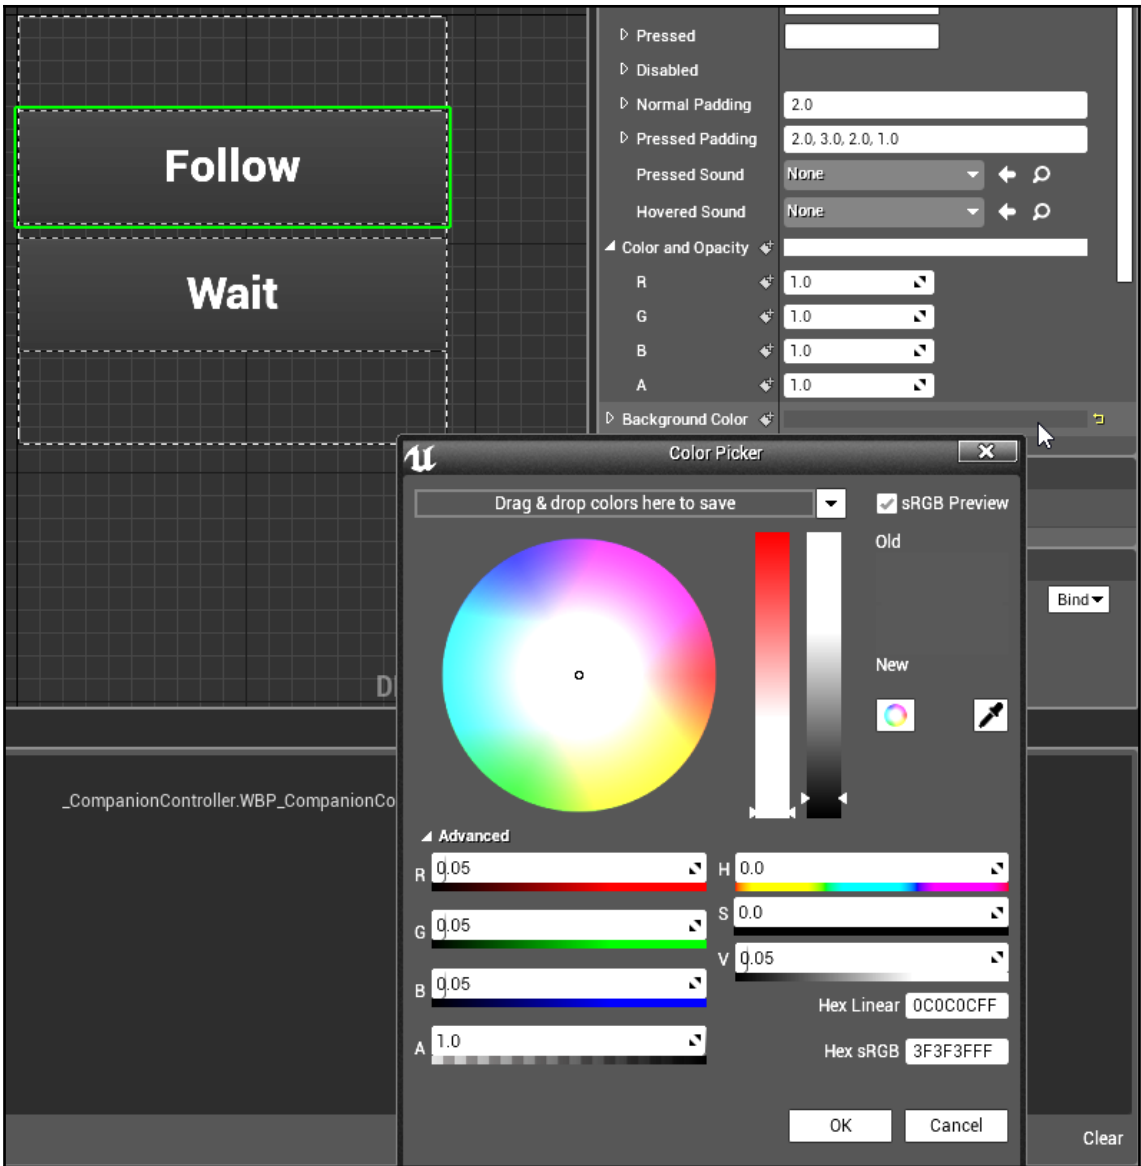 Pressed
Disabled
Normal Padding 2.0
Pressed Padding 2.0, 3.0, 2.0, 1.0
Pressed Sound None
Hovered Sound None
Color and Opacity
R 1.0
G 1.0
B 1.0
A 1.0
Background Color
Follow
Wait
Color Picker
Drag & drop colors here to save
sRGB Preview
Old
New
Bind
_CompanionController.WBP_CompanionCo
Advanced
R 0.05
G 0.05
B 0.05
A 1.0
H 0.0
S 0.0
V 0.05
Hex Linear 0C0C0CFF
Hex sRGB 3F3F3FFF
OK Cancel
Clear